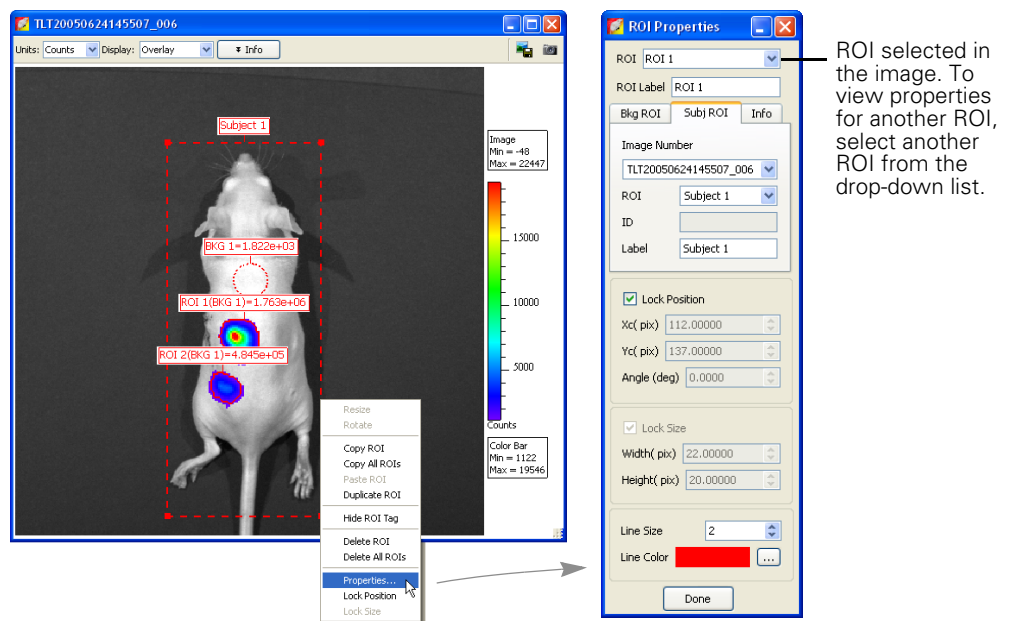 TLT20050624145507_006
Units: Counts Display: Overlay Info
Subject 1
BKG 1=1.822e+03
ROI 1(BKG 1)=1.763e+06
ROI 2(BKG 1)=4.845e+05
Image
Min = -48
Max = 22447
15000
10000
5000
Counts
Color Bar
Min = 1122
Max = 19546
Resize
Rotate
Copy ROI
Copy All ROIs
Paste ROI
Duplicate ROI
Hide ROI Tag
Delete ROI
Delete All ROIs
Properties...
Lock Position
Lock Size
ROI Properties
ROI ROI 1
ROI Label ROI 1
Bkg ROI Subj ROI Info
Image Number
TLT20050624145507_006
ROI Subject 1
ID
Label Subject 1
Lock Position
Xc( pix) 112.00000
Yc( pix) 137.00000
Angle (deg) 0.0000
Lock Size
Width( pix) 22.00000
Height( pix) 20.00000
Line Size 2
Line Color ...
Done
ROI selected in
the image. To
view properties
for another ROI,
select another
ROI from the
drop-down list.